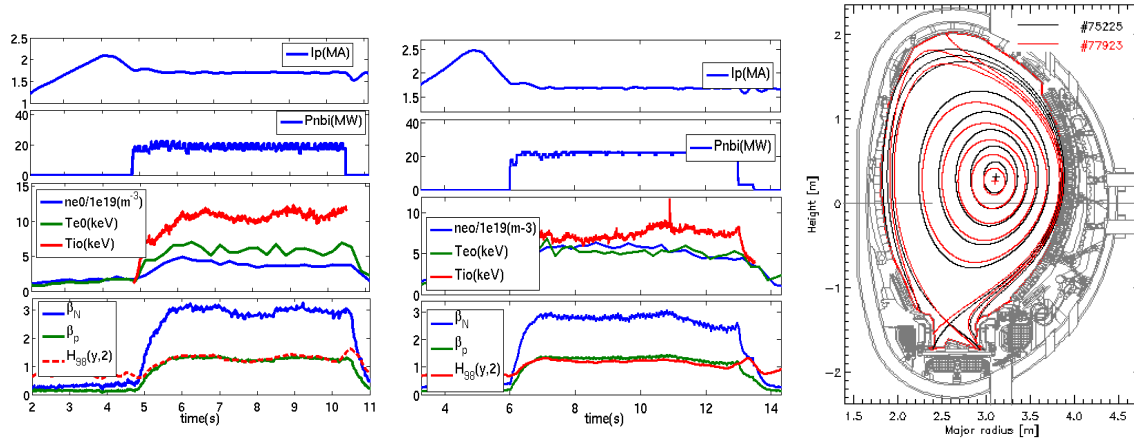 2.5
2
1.5
1
Ip(MA)
40
20
0
Pnbi(MW)
15
10
5
0
ne0/1e19(m-3)
Te0(keV)
Tio(keV)
3
2
1
0
βN
βp
H98(y,2)
2 3 4 5 6 7 8 9 10 11
time(s)
2.5
2
1.5
Ip(MA)
40
20
0
Pnbi(MW)
10
5
0
neo/1e19(m-3)
Teo(keV)
Tio(keV)
4
3
2
1
0
βN
βp
H98(y,2)
4 6 8 10 12 14
time(s)
#75225
#77923
2
1
0
−1
−2
Height [m]
1.5 2.0 2.5 3.0 3.5 4.0 4.5
Major radius [m]